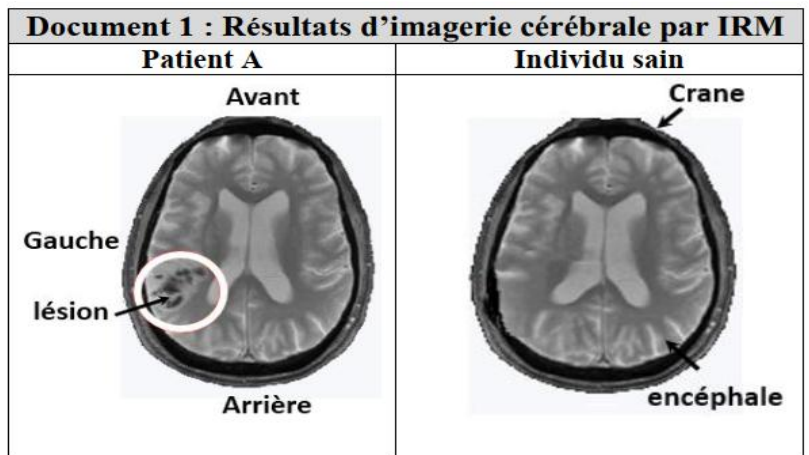 Document 1 : Résultats d’imagerie cérébrale par IRM
Patient A
Individu sain
Avant
Gauche
lésion
Arrière
Crane
encéphale